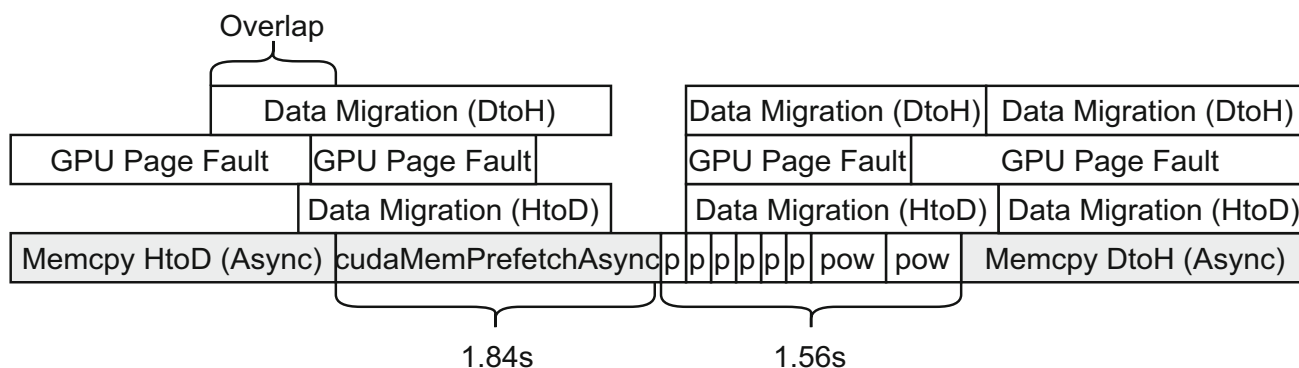 Overlap
Data Migration (DtoH) Data Migration (DtoH) Data Migration (DtoH)
GPU Page Fault GPU Page Fault GPU Page Fault GPU Page Fault
Data Migration (HtoD) Data Migration (HtoD) Data Migration (HtoD)
Memcpy HtoD (Async) cudaMemPrefetchAsync p p p p p p pow pow Memcpy DtoH (Async)
1.84s 1.56s